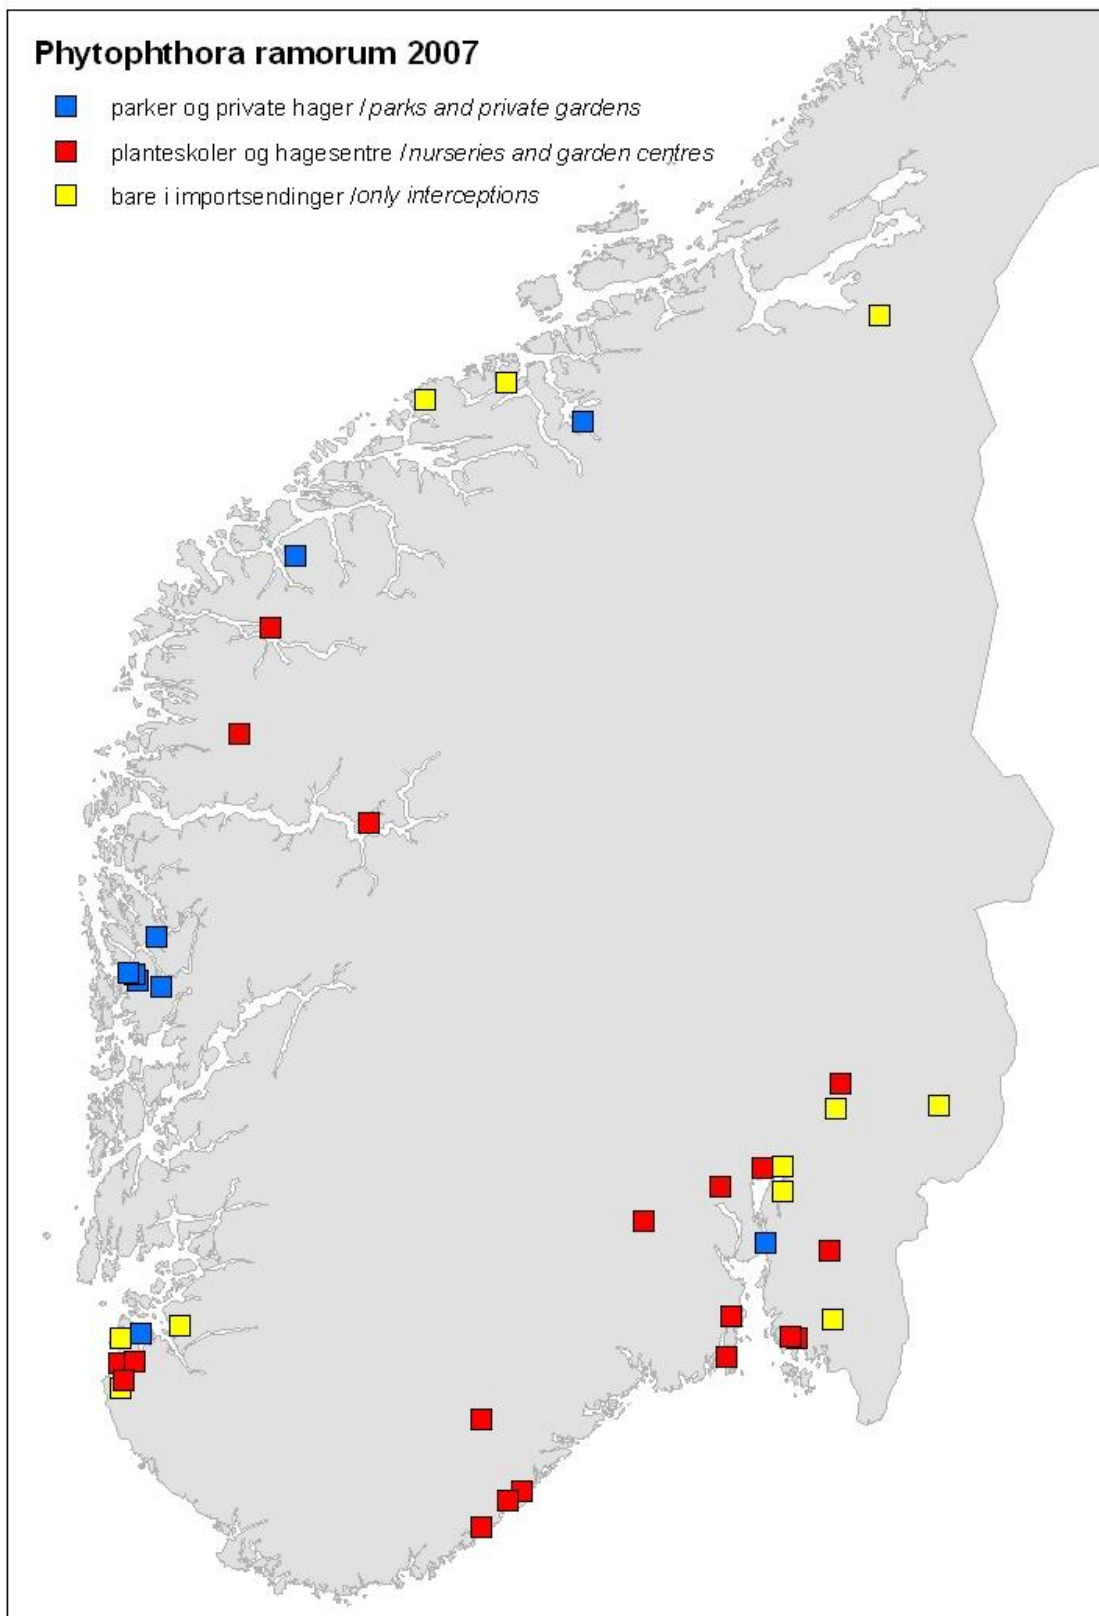 Phytophthora ramorum 2007
parker og private hager / parks and private gardens
planteskoler og hagesentre / nurseries and garden centres
bare i importsendinger / only interceptions